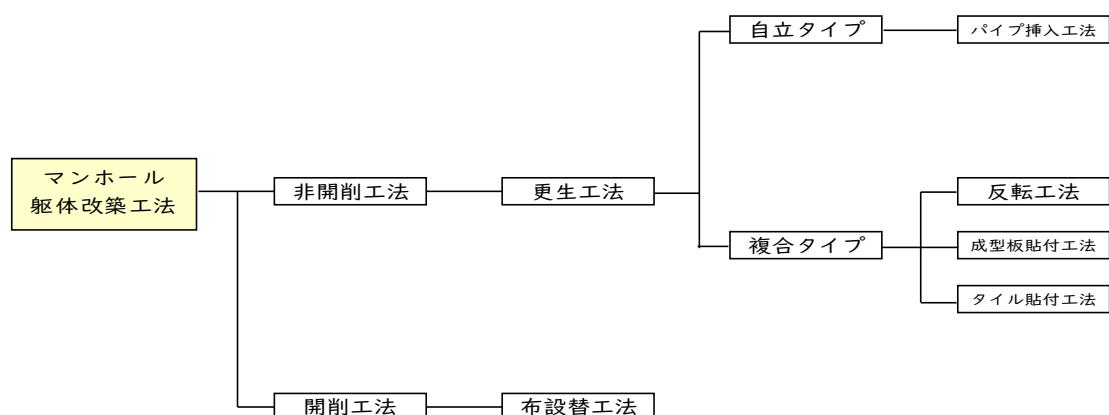 自立タイプ
パイプ挿入工法
マンホール
躯体改築工法
非開削工法
更生工法
反転工法
複合タイプ
成型板貼付工法
タイル貼付工法
開削工法
布設替工法